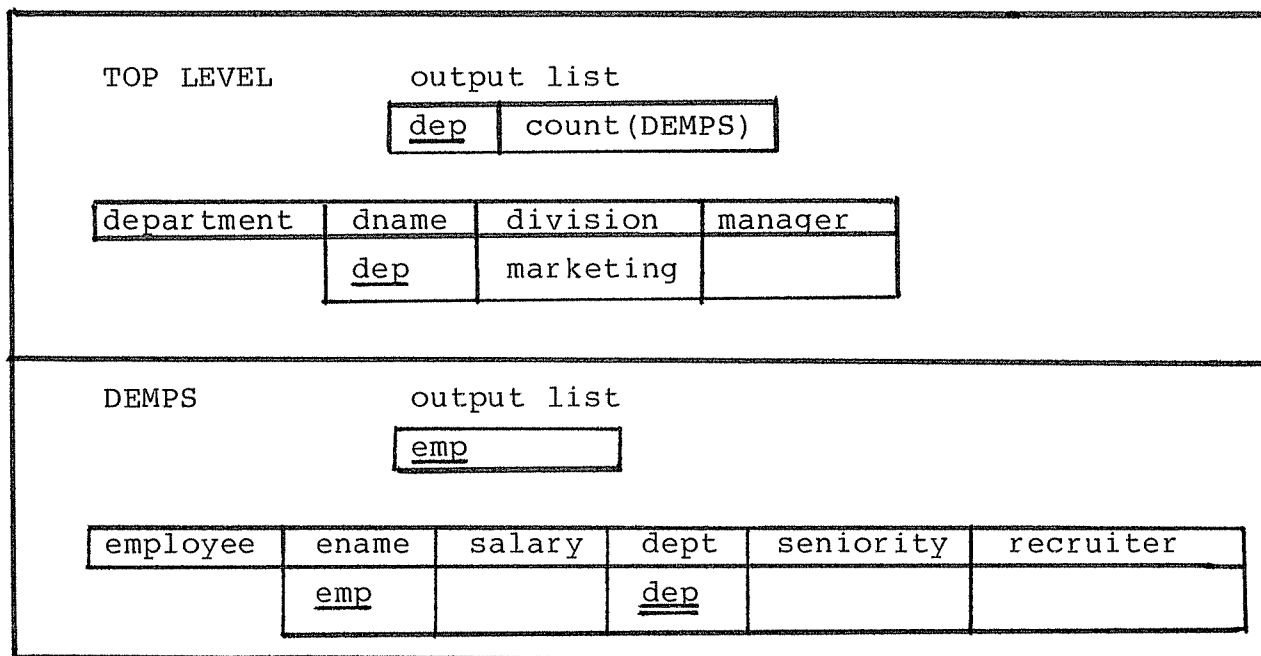 TOP LEVEL output list
dep count(DEMPS)
department dname division manager
dep marketing
DEMPS output list
emp
employee ename salary dept seniority recruiter
emp dep